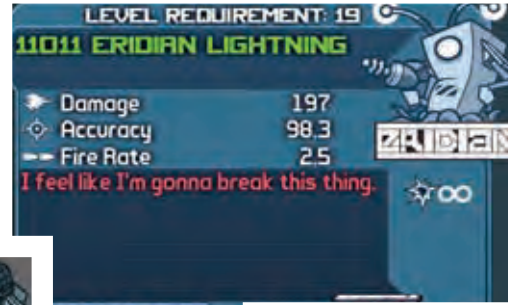 LEVEL REQUIREMENT: 19
11011 ERIDIAN LIGHTNING
Damage 197
Accuracy 98.3
Fire Rate 2.5
I feel like I'm gonna break this thing.
∞